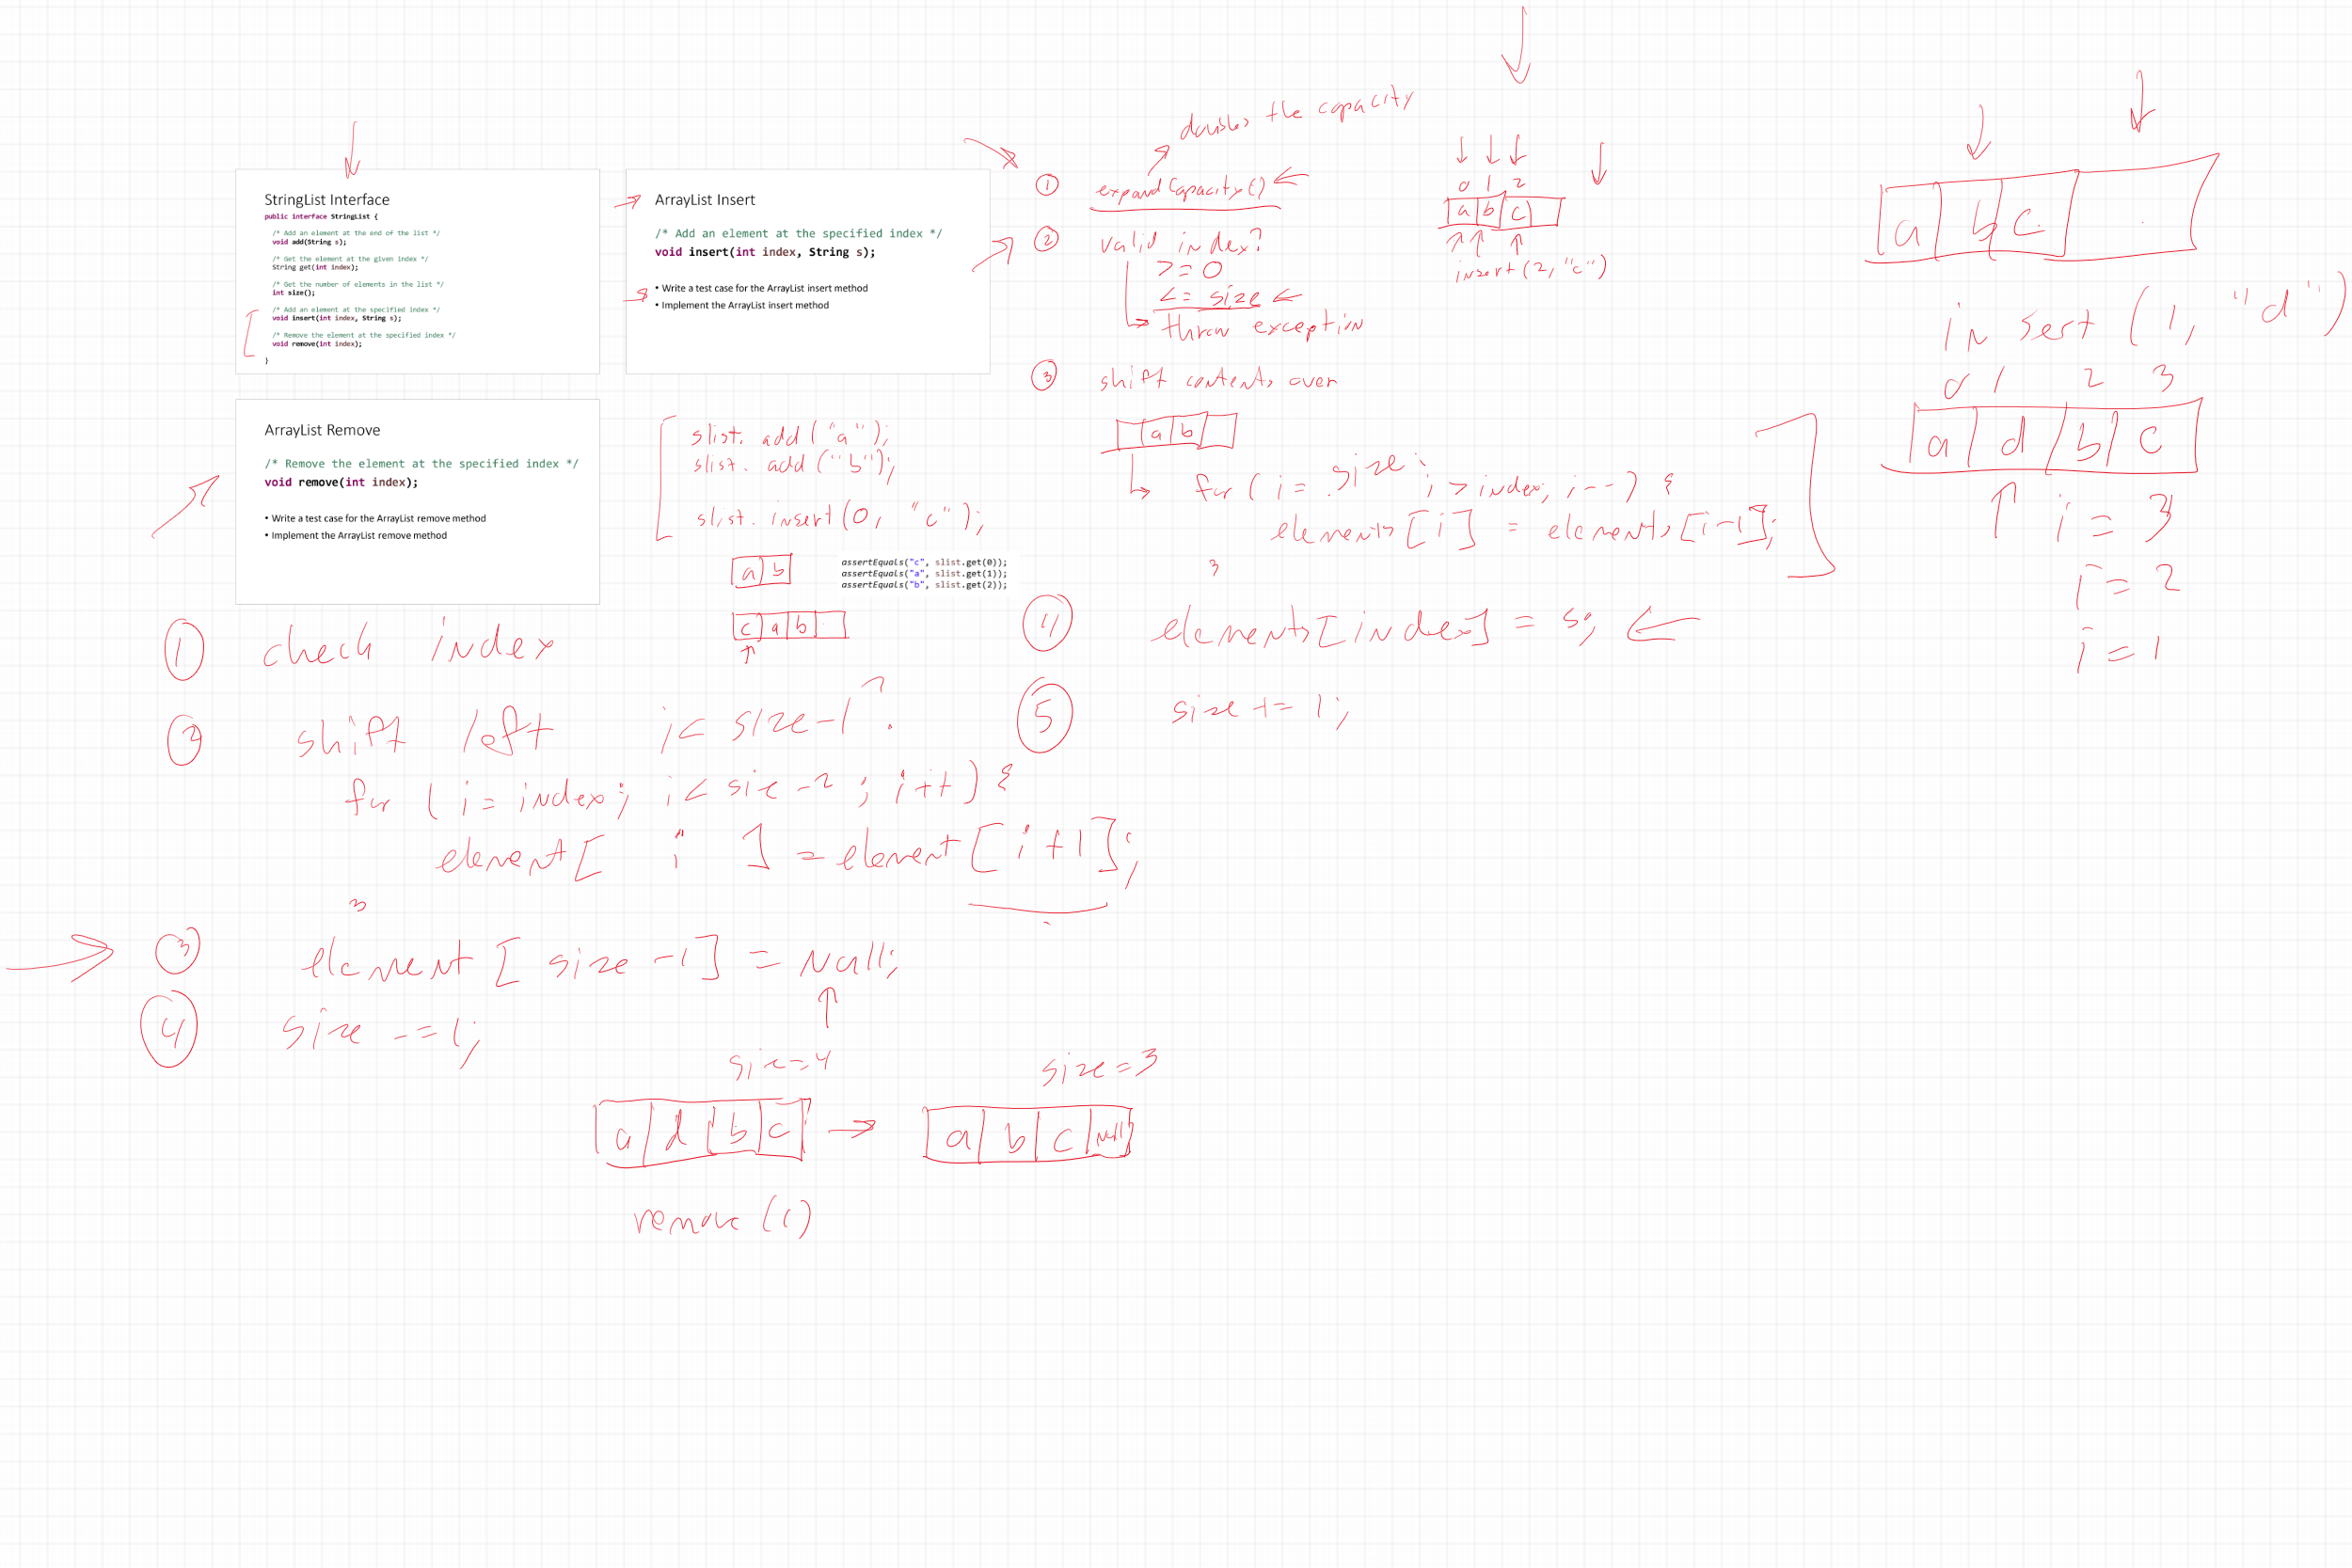 StringList Interface
public interface StringList {
/* Add an element at the end of the list */
void add(String s);
/* Get the element at the given index */
String get(int index);
/* Get the number of elements in the list */
int size();
/* Add an element at the specified index */
void insert(int index, String s);
/* Remove the element at the specified index */
void remove(int index);
}
ArrayList Insert
/* Add an element at the specified index */
void insert(int index, String s);
• Write a test case for the ArrayList insert method
• Implement the ArrayList insert method
ArrayList Remove
/* Remove the element at the specified index */
void remove(int index);
• Write a test case for the ArrayList remove method
• Implement the ArrayList remove method
slist. add ("a");
slist. add ("b");
slist. insert (0, "c");
a b
assertEquals("c", slist.get(0));
assertEquals("a", slist.get(1));
assertEquals("b", slist.get(2));
c a b
doubles the capacity
① expandCapacity()
② valid index?
>= 0
<= size
throw exception
③ shift contents over
a b
for ( i = size; i > index; i--) {
elements [i] = elements [i-1];
}
④ elements [index] = s;
⑤ size += 1;
0 1 2
a b c
insert (2, "c")
a b c
insert (1, "d")
0 1 2 3
a d b c
i = 3
i = 2
i = 1
① check index
② shift left i < size-1 ?
for ( i = index; i < size -2 ; i++) {
element [ i ] = element [ i+1];
}
③ element [ size -1] = Null;
④ size -= 1;
size=4
a d b c
remove (1)
size=3
a b c null